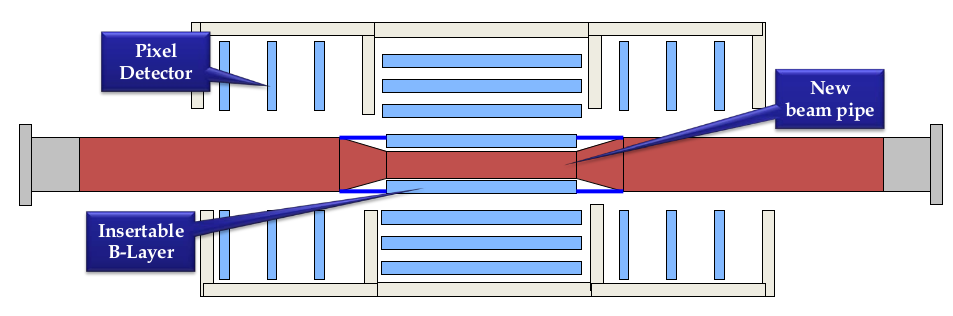 Pixel
Detector
New
beam pipe
Insertable
B-Layer